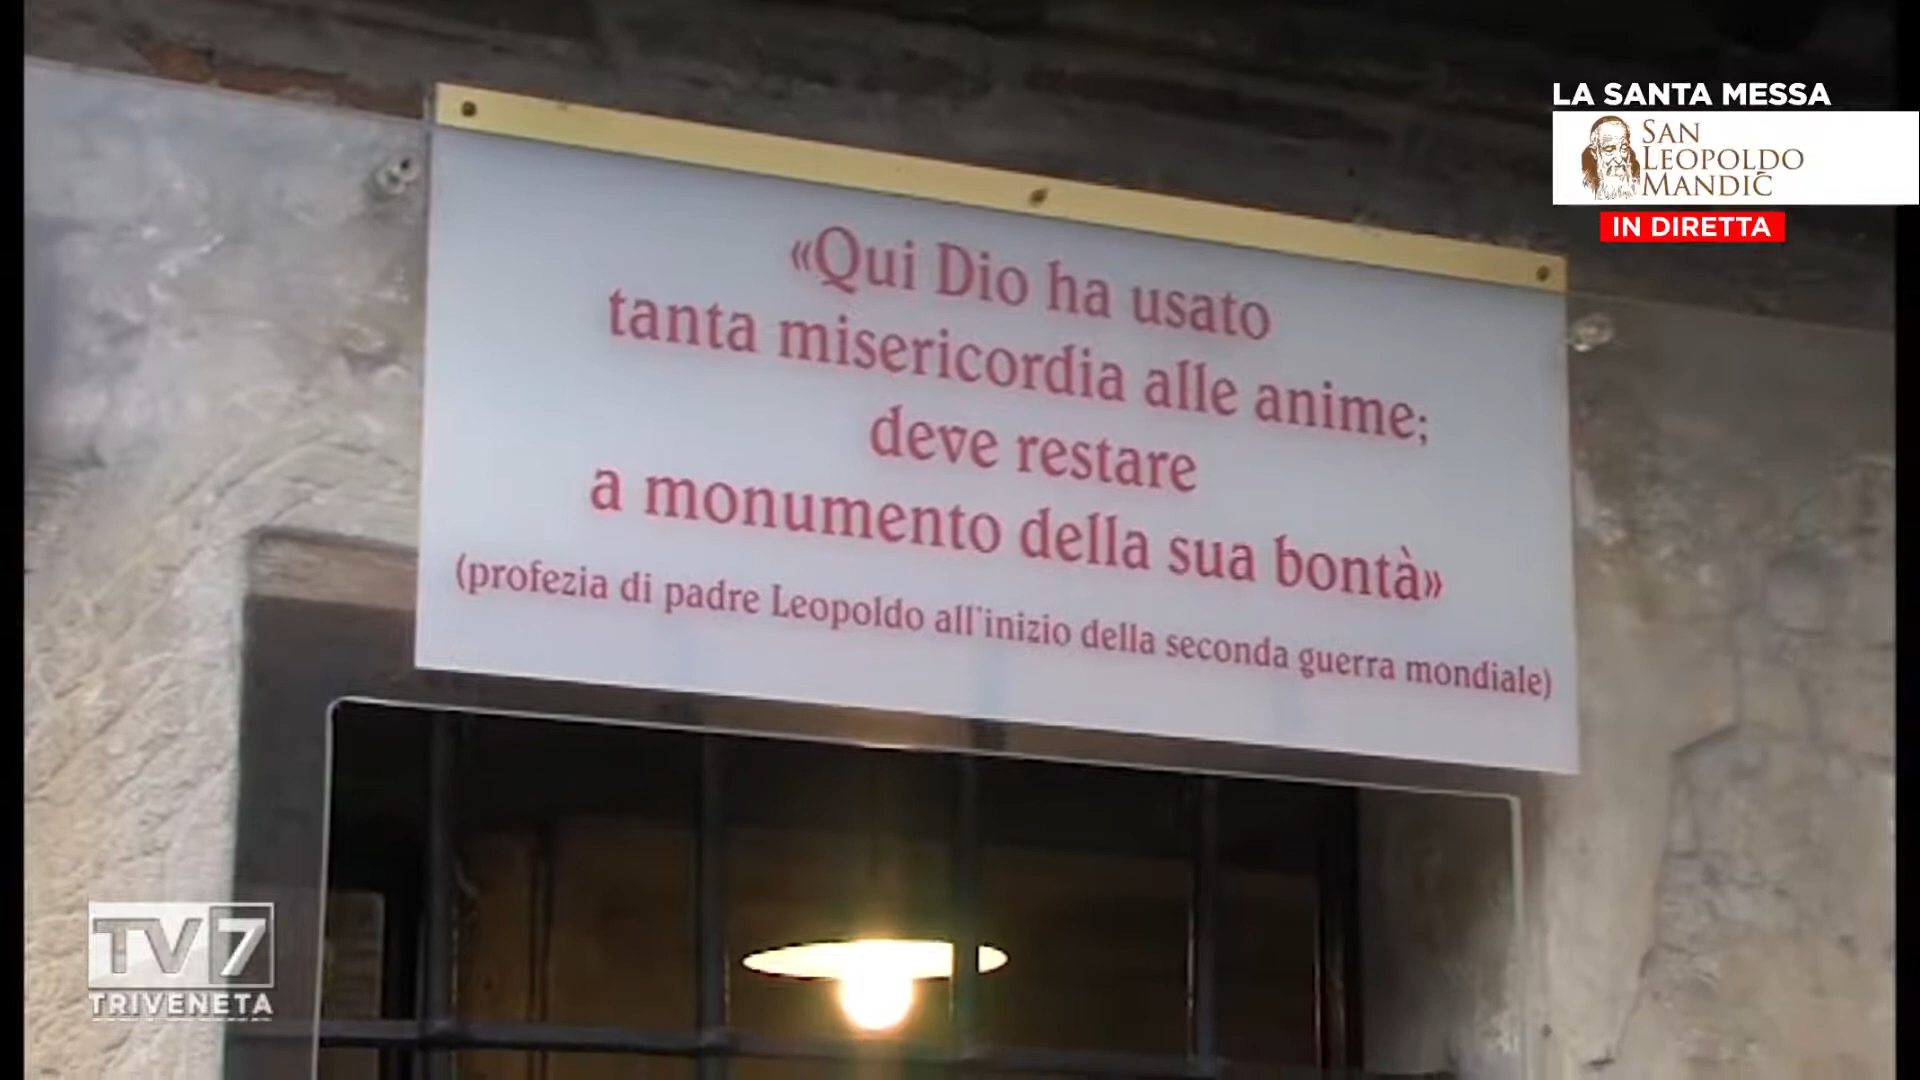 LA SANTA MESSA
SAN
LEOPOLDO
MANDIĆ
IN DIRETTA
«Qui Dio ha usato
tanta misericordia alle anime;
deve restare
a monumento della sua bontà»
(profezia di padre Leopoldo all'inizio della seconda guerra mondiale)
TV7
TRIVENETA